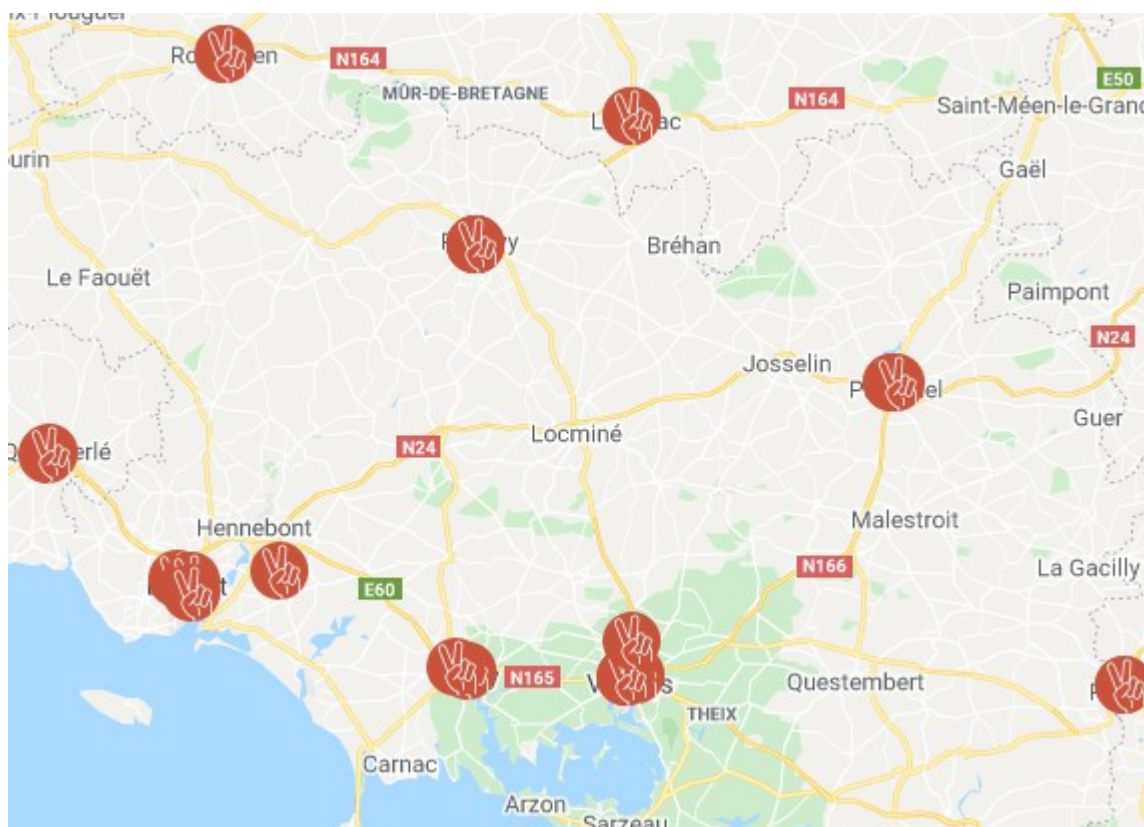 N164
MÛR-DE-BRETAGNE
N164
E50
Saint-Méen-le-Grand
Gaël
Bréhan
Le Faouët
Paimpont
N24
Josselin
Guer
N24
Locminé
Hennebont
Malestroit
N166
La Gacilly
E60
N165
Questembert
THEIX
Carnac
Arzon
Sarzeau